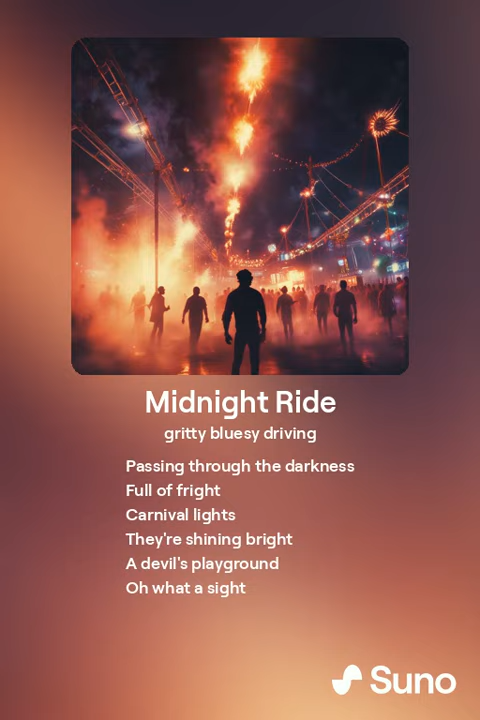 Midnight Ride
gritty bluesy driving
Passing through the darkness
Full of fright
Carnival lights
They're shining bright
A devil's playground
Oh what a sight
Suno